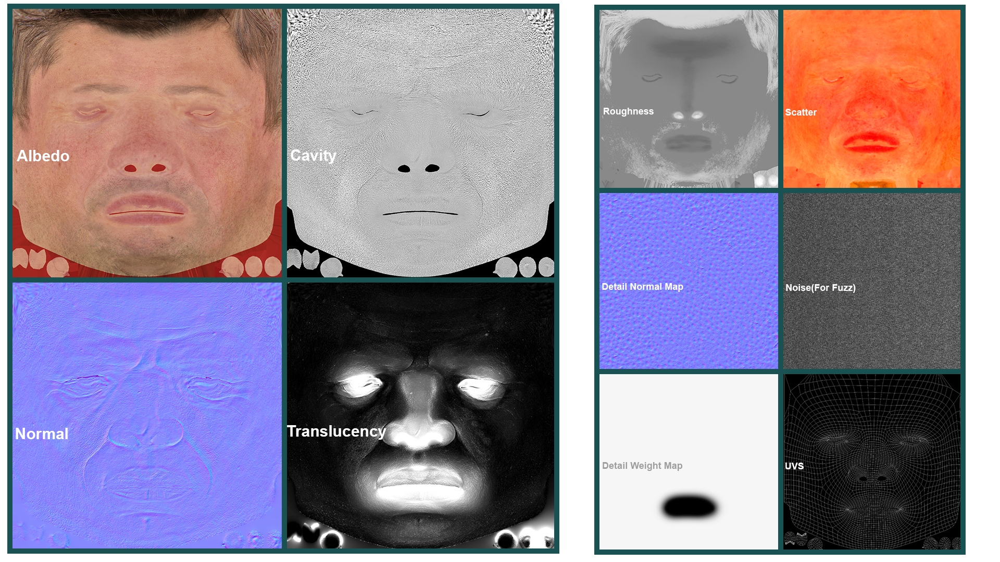 Albedo
Cavity
Normal
Translucency
Roughness
Scatter
Detail Normal Map
Noise(For Fuzz)
Detail Weight Map
UVS